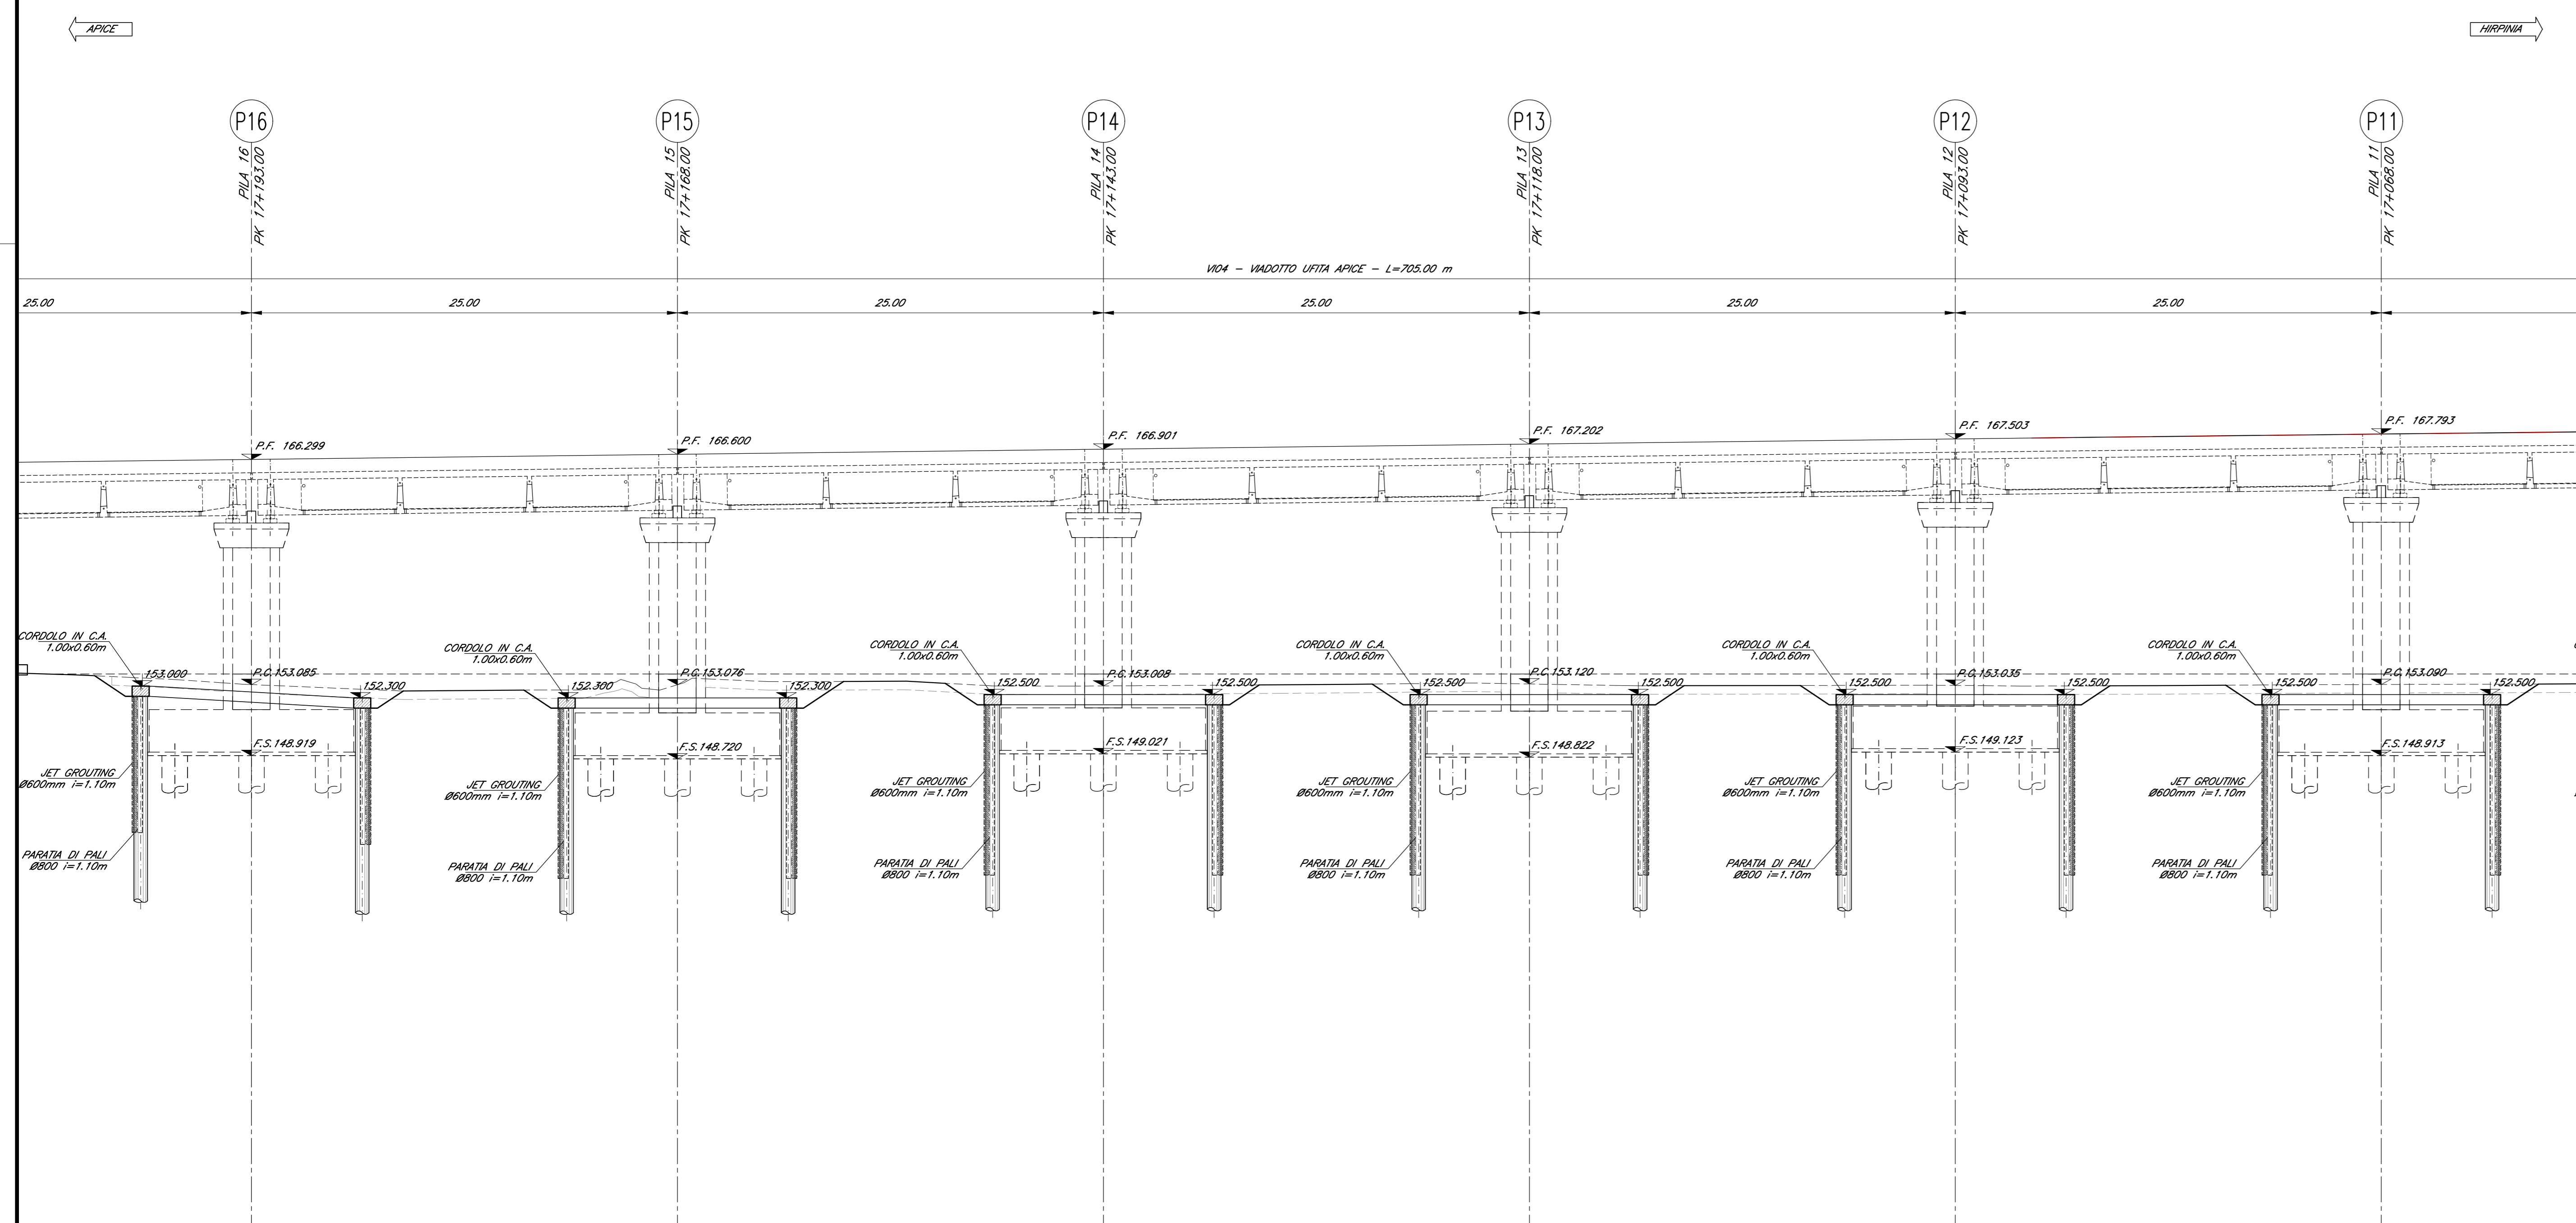 APICE
HIRPINIA
P16
P15
P14
P13
P12
P11
PILA 16
PK 17+193.00
PILA 15
PK 17+168.00
PILA 14
PK 17+143.00
PILA 13
PK 17+118.00
PILA 12
PK 17+093.00
PILA 11
PK 17+068.00
VI04 - VIADOTTO UFITA APICE - L=705.00 m
25.00
25.00
25.00
25.00
25.00
25.00
P.F. 166.299
P.F. 166.600
P.F. 166.901
P.F. 167.202
P.F. 167.503
P.F. 167.793
CORDOLO IN C.A.
1.00x0.60m
CORDOLO IN C.A.
1.00x0.60m
CORDOLO IN C.A.
1.00x0.60m
CORDOLO IN C.A.
1.00x0.60m
CORDOLO IN C.A.
1.00x0.60m
CORDOLO IN C.A.
1.00x0.60m
153.000
P.C.153.085
152.300
152.300
P.C.153.076
152.300
152.500
P.C.153.008
152.500
152.500
P.C.153.120
152.500
152.500
P.C.153.035
152.500
152.500
P.C.153.090
152.500
F.S.148.919
F.S.148.720
F.S.149.021
F.S.148.822
F.S.149.123
F.S.148.913
JET GROUTING
Ø600mm i=1.10m
JET GROUTING
Ø600mm i=1.10m
JET GROUTING
Ø600mm i=1.10m
JET GROUTING
Ø600mm i=1.10m
JET GROUTING
Ø600mm i=1.10m
JET GROUTING
Ø600mm i=1.10m
PARATIA DI PALI
Ø800 i=1.10m
PARATIA DI PALI
Ø800 i=1.10m
PARATIA DI PALI
Ø800 i=1.10m
PARATIA DI PALI
Ø800 i=1.10m
PARATIA DI PALI
Ø800 i=1.10m
PARATIA DI PALI
Ø800 i=1.10m